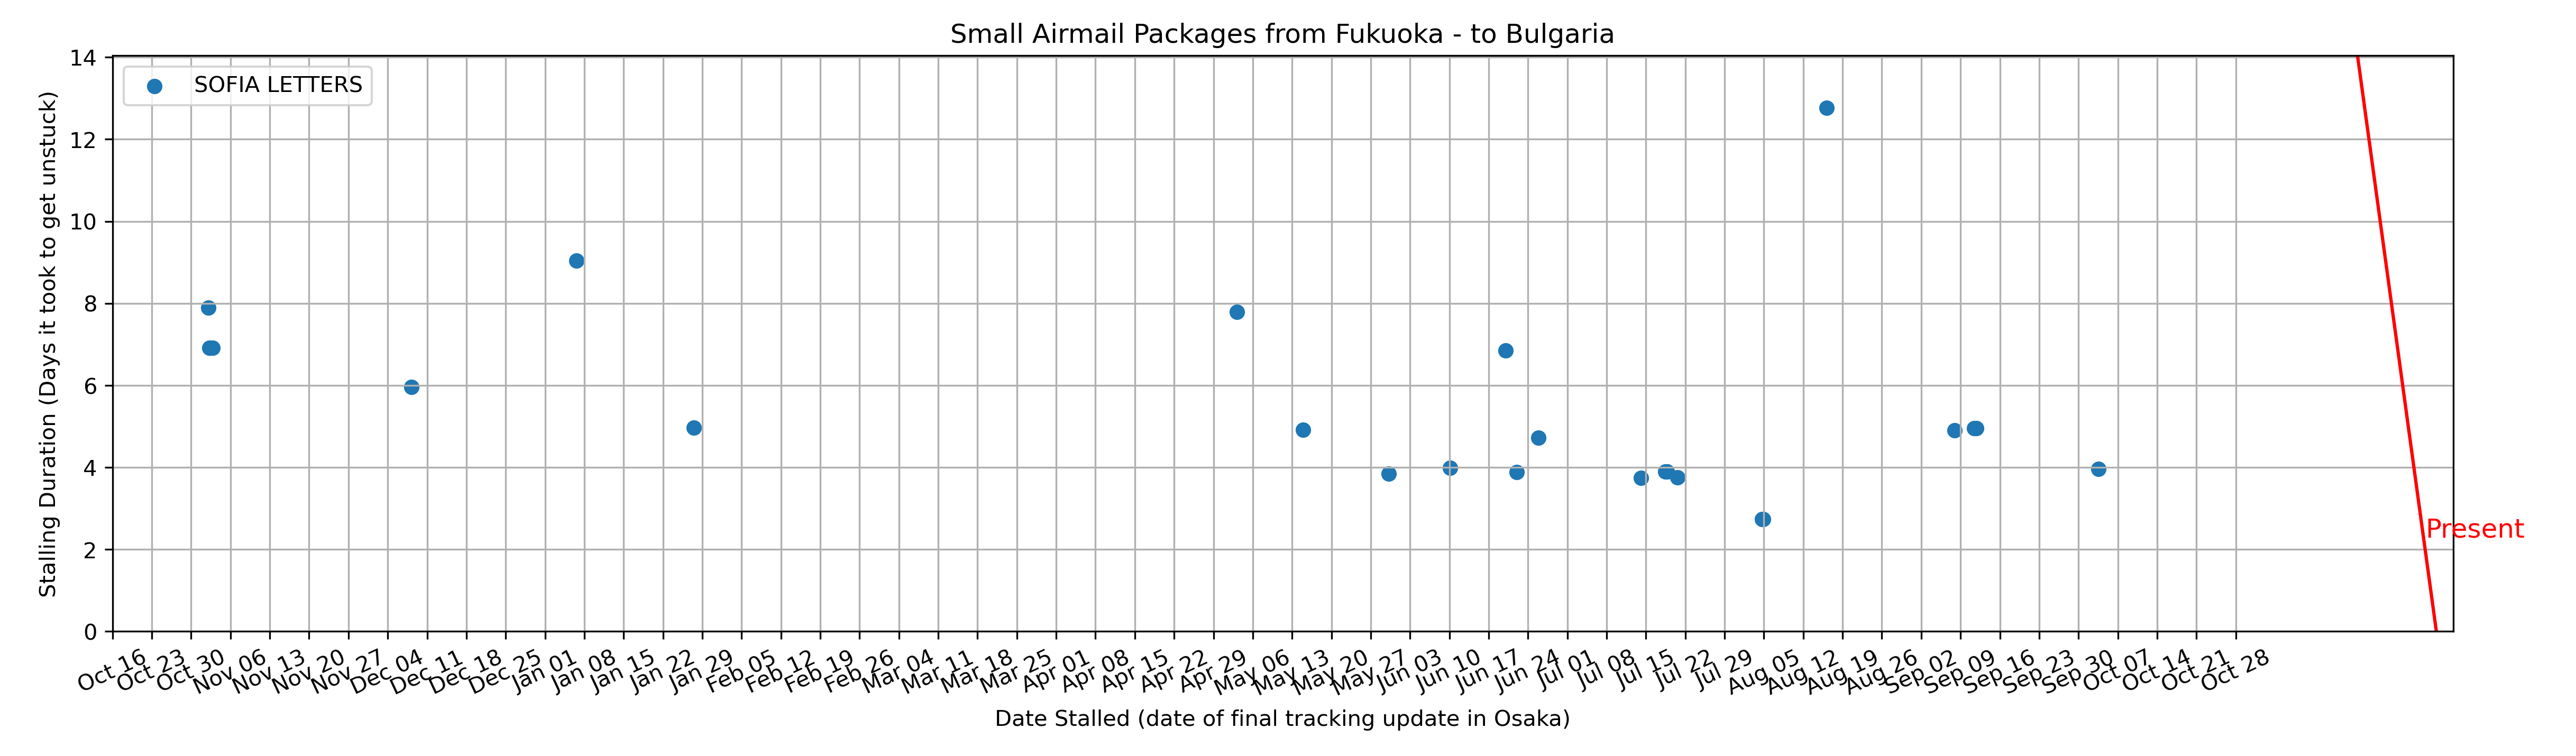 Small Airmail Packages from Fukuoka - to Bulgaria
SOFIA LETTERS
Stalling Duration (Days it took to get unstuck)
14
12
10
8
6
4
2
0
Present
Oct 16
Oct 23
Oct 30
Nov 06
Nov 13
Nov 20
Nov 27
Dec 04
Dec 11
Dec 18
Dec 25
Jan 01
Jan 08
Jan 15
Jan 22
Jan 29
Feb 05
Feb 12
Feb 19
Feb 26
Mar 04
Mar 11
Mar 18
Mar 25
Apr 01
Apr 08
Apr 15
Apr 22
Apr 29
May 06
May 13
May 20
May 27
Jun 03
Jun 10
Jun 17
Jun 24
Jul 01
Jul 08
Jul 15
Jul 22
Jul 29
Aug 05
Aug 12
Aug 19
Aug 26
Sep 02
Sep 09
Sep 16
Sep 23
Sep 30
Oct 07
Oct 14
Oct 21
Oct 28
Date Stalled (date of final tracking update in Osaka)